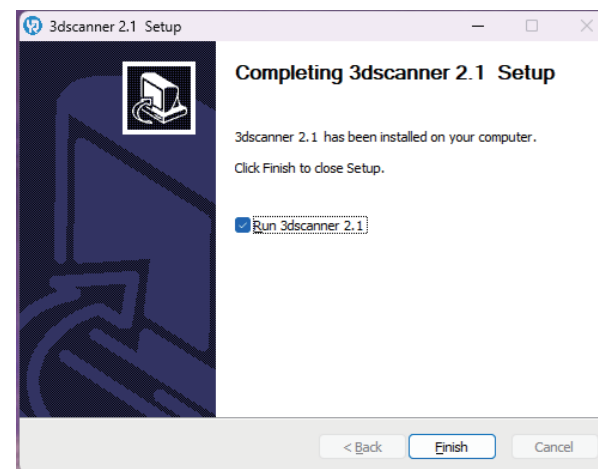 3dscanner 2.1 Setup
Completing 3dscanner 2.1 Setup
3dscanner 2.1 has been installed on your computer.
Click Finish to close Setup.
Run 3dscanner 2.1
< Back Finish Cancel